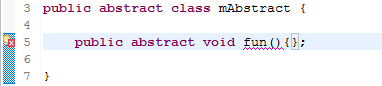 3 public abstract class mAbstract {
4
5 public abstract void fun(){};
6
7 }